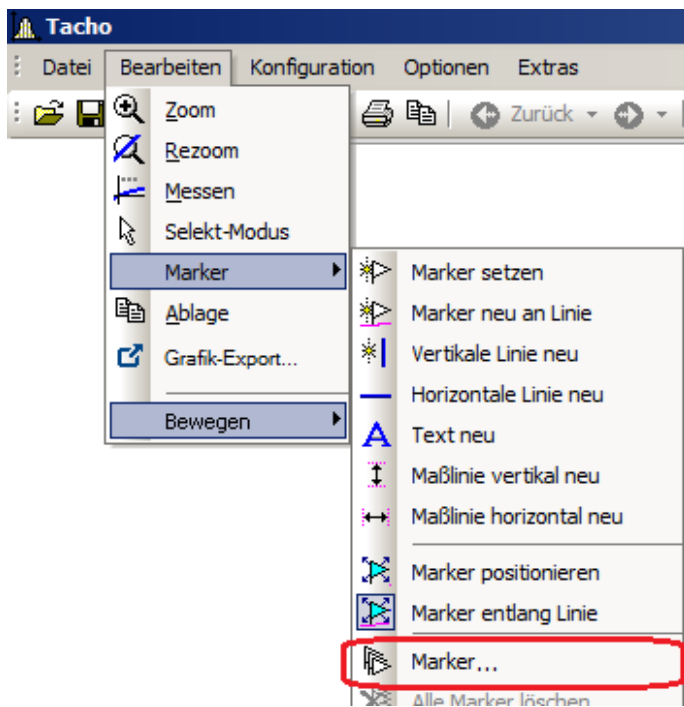 Tacho
Datei Bearbeiten Konfiguration Optionen Extras
Zurück
Zoom
Rezoom
Messen
Selekt-Modus
Marker
Ablage
Grafik-Export...
Bewegen
Marker setzen
Marker neu an Linie
Vertikale Linie neu
Horizontale Linie neu
Text neu
Maßlinie vertikal neu
Maßlinie horizontal neu
Marker positionieren
Marker entlang Linie
Marker...
Alle Marker löschen